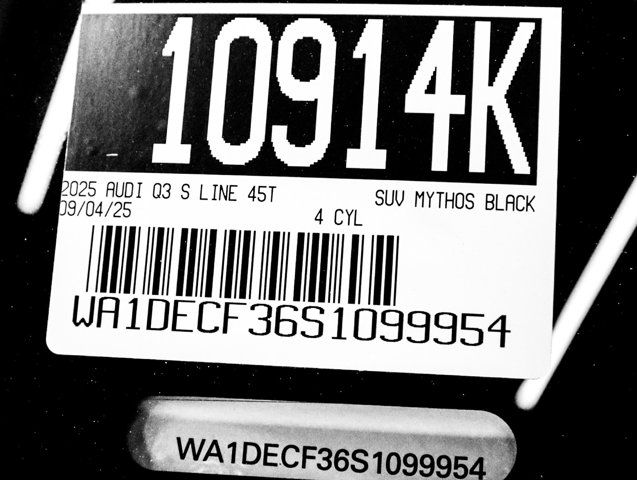 10914K
2025 AUDI Q3 S LINE 45T SUV MYTHOS BLACK
09/04/25 4 CYL
WA1DECF36S1099954
WA1DECF36S1099954